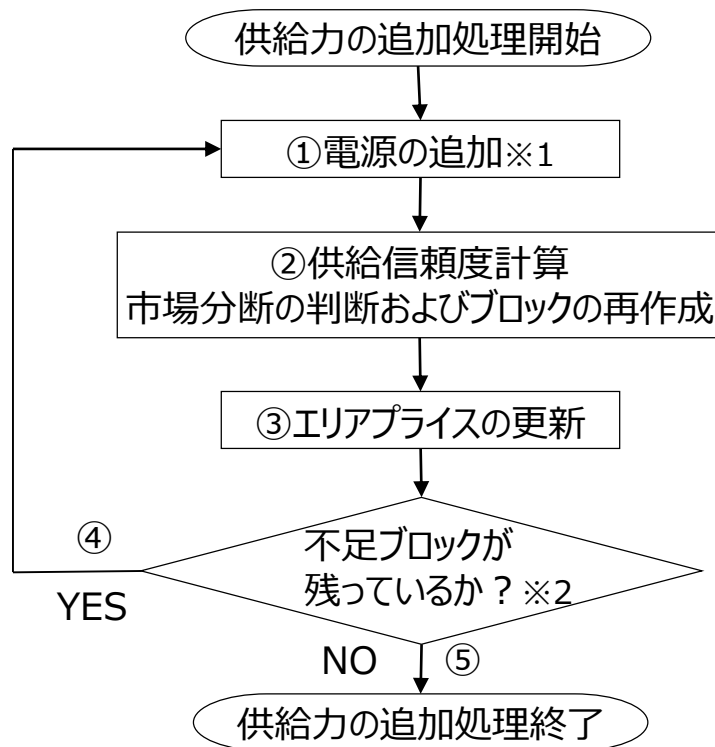 供給力の追加処理開始
①電源の追加※1
②供給信頼度計算
市場分断の判断およびブロックの再作成
③エリアプライスの更新
④
不足ブロックが
残っているか？※2
YES
NO
⑤
供給力の追加処理終了